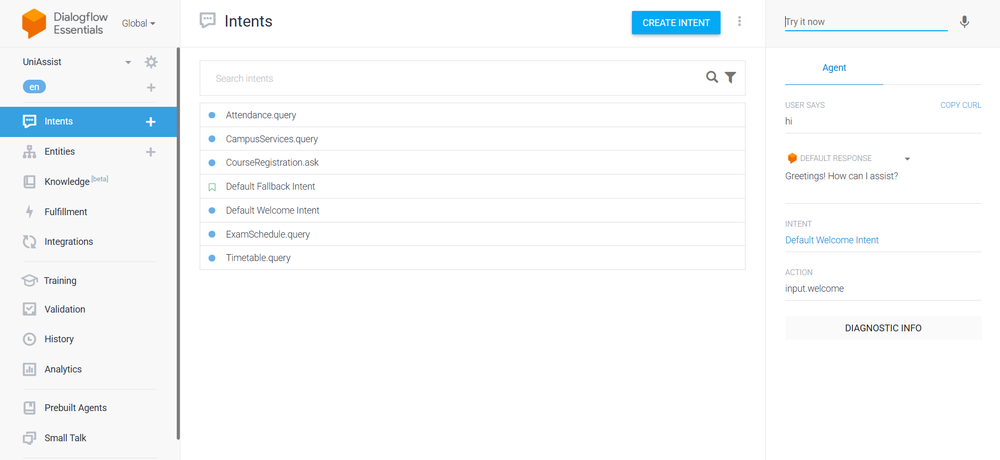 Dialogflow
Essentials
Global
UniAssist
en
Intents
Entities
Knowledge [beta]
Fulfillment
Integrations
Training
Validation
History
Analytics
Prebuilt Agents
Small Talk
Intents
CREATE INTENT
Search intents
Attendance.query
CampusServices.query
CourseRegistration.ask
Default Fallback Intent
Default Welcome Intent
ExamSchedule.query
Timetable.query
Try it now
Agent
USER SAYS COPY CURL
hi
DEFAULT RESPONSE
Greetings! How can I assist?
INTENT
Default Welcome Intent
ACTION
input.welcome
DIAGNOSTIC INFO